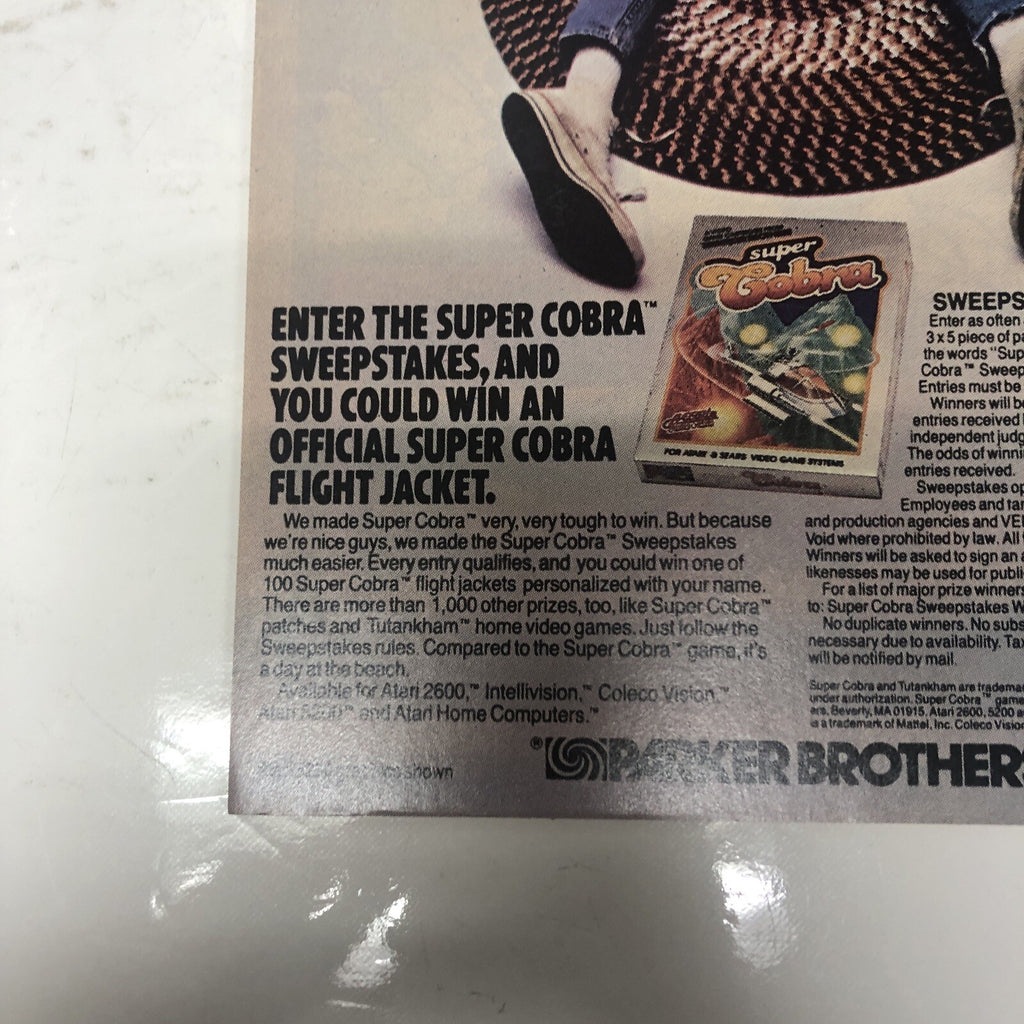 super
Cobra
FOR ATARI & SEARS VIDEO GAME SYSTEMS
ENTER THE SUPER COBRA™
SWEEPSTAKES, AND
YOU COULD WIN AN
OFFICIAL SUPER COBRA
FLIGHT JACKET.
We made Super Cobra™ very, very tough to win. But because
we're nice guys, we made the Super Cobra™ Sweepstakes
much easier. Every entry qualifies, and you could win one of
100 Super Cobra™ flight jackets personalized with your name.
There are more than 1,000 other prizes, too, like Super Cobra™
patches and Tutankham™ home video games. Just follow the
Sweepstakes rules. Compared to the Super Cobra™ game, it's
a day at the beach.
Available for Atari 2600,™ Intellivision,™ Coleco Vision™
and Atari Home Computers.™
shown
SWEEPS
Enter as often
3 x 5 piece of pa
the words "Sup
Cobra™ Sweep
Entries must be
Winners will be
entries received
independent judg
The odds of winni
entries received.
Sweepstakes op
Employees and
and production agencies and VE
Void where prohibited by law. All
Winners will be asked to sign an a
likenesses may be used for publi
For a list of major prize winners
to: Super Cobra Sweepstakes W
No duplicate winners. No subs
necessary due to availability. Tax
will be notified by mail.
Super Cobra and Tutankham are tradema
under authorization. Super Cobra™ game
ers, Beverly, MA 01915. Atari 2600, 5200 a
is a trademark of Mattel, Inc. Coleco Visio
® PARKER BROTHERS